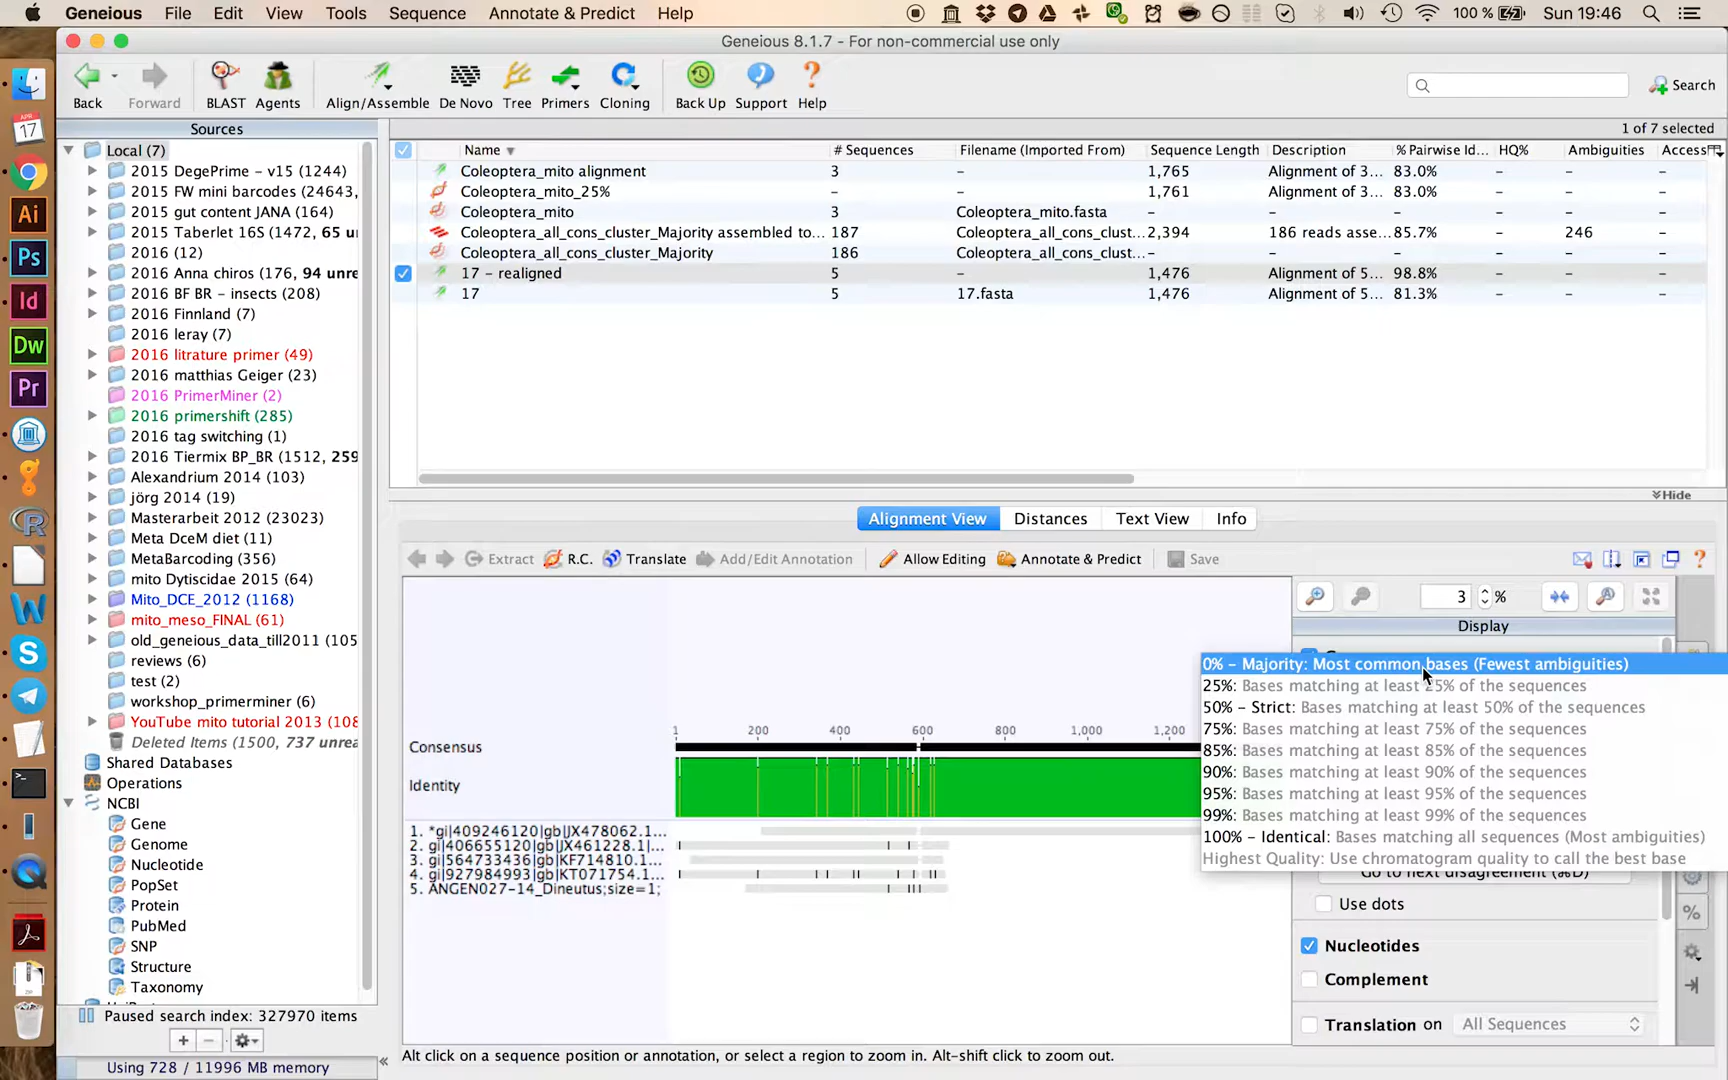 Geneious File Edit View Tools Sequence Annotate & Predict Help 100 % Sun 19:46
Geneious 8.1.7 - For non-commercial use only
Back Forward BLAST Agents Align/Assemble De Novo Tree Primers Cloning Back Up Support Help Search
Sources
1 of 7 selected
Name # Sequences Filename (Imported From) Sequence Length Description % Pairwise Id... HQ% Ambiguities Access
Coleoptera_mito alignment 3 - 1,765 Alignment of 3... 83.0% - - -
Coleoptera_mito_25% - - 1,761 Alignment of 3... 83.0% - - -
Coleoptera_mito 3 Coleoptera_mito.fasta - - - - - -
Coleoptera_all_cons_cluster_Majority assembled to... 187 Coleoptera_all_cons_clust... 2,394 186 reads asse... 85.7% - 246 -
Coleoptera_all_cons_cluster_Majority 186 Coleoptera_all_cons_clust... - - - - - -
17 - realigned 5 - 1,476 Alignment of 5... 98.8% - - -
17 5 17.fasta 1,476 Alignment of 5... 81.3% - - -
Local (7)
2015 DegePrime - v15 (1244)
2015 FW mini barcodes (24643,
2015 gut content JANA (164)
2015 Taberlet 16S (1472, 65 u
2016 (12)
2016 Anna chiros (176, 94 unre
2016 BF BR - insects (208)
2016 Finnland (7)
2016 leray (7)
2016 litrature primer (49)
2016 matthias Geiger (23)
2016 PrimerMiner (2)
2016 primershift (285)
2016 tag switching (1)
2016 Tiermix BP_BR (1512, 259
Alexandrium 2014 (103)
jörg 2014 (19)
Masterarbeit 2012 (23023)
Meta DceM diet (11)
MetaBarcoding (356)
mito Dytiscidae 2015 (64)
Mito_DCE_2012 (1168)
mito_meso_FINAL (61)
old_geneious_data_till2011 (105
reviews (6)
test (2)
workshop_primerminer (6)
YouTube mito tutorial 2013 (108
Deleted Items (1500, 737 unrea
Shared Databases
Operations
NCBI
Gene
Genome
Nucleotide
PopSet
Protein
PubMed
SNP
Structure
Taxonomy
Paused search index: 327970 items
Using 728 / 11996 MB memory
Hide
Alignment View Distances Text View Info
Extract R.C. Translate Add/Edit Annotation Allow Editing Annotate & Predict Save
3 %
Display
0% - Majority: Most common bases (Fewest ambiguities)
25%: Bases matching at least 25% of the sequences
50% - Strict: Bases matching at least 50% of the sequences
75%: Bases matching at least 75% of the sequences
85%: Bases matching at least 85% of the sequences
90%: Bases matching at least 90% of the sequences
95%: Bases matching at least 95% of the sequences
99%: Bases matching at least 99% of the sequences
100% - Identical: Bases matching all sequences (Most ambiguities)
Highest Quality: Use chromatogram quality to call the best base
Go to next disagreement (⌘D)
Use dots
Nucleotides
Complement
Translation on All Sequences
1 200 400 600 800 1,000 1,200
Consensus
Identity
1. *gi|409246120|gb|JX478062.1...
2. gi|406655120|gb|JX461228.1|...
3. gi|564733436|gb|KF714810.1...
4. gi|927984993|gb|KT071754.1...
5. ANGEN027-14_Dineutus;size=1;
Alt click on a sequence position or annotation, or select a region to zoom in. Alt-shift click to zoom out.
APR
17
Ai
Ps
Id
Dw
Pr